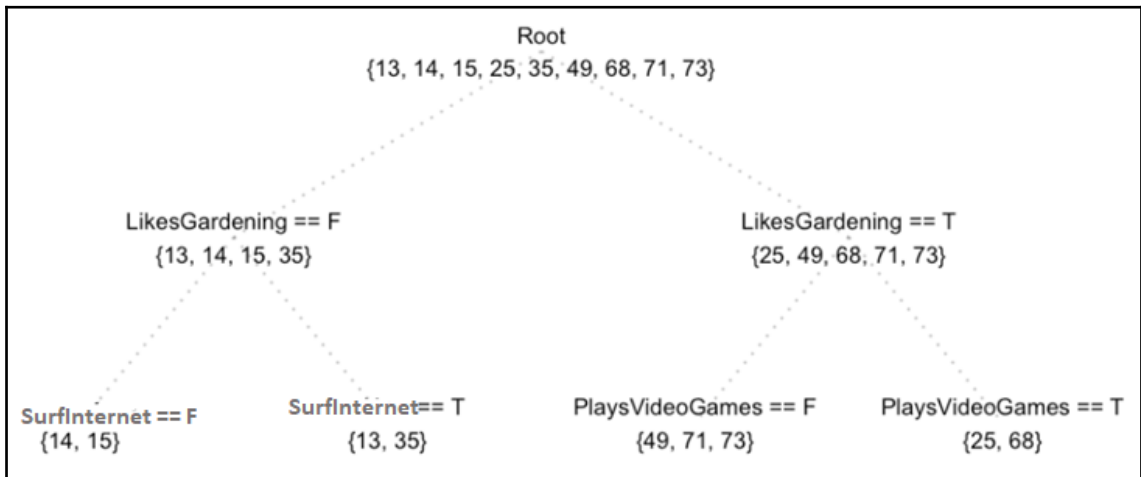 Root
{13, 14, 15, 25, 35, 49, 68, 71, 73}
LikesGardening == F
{13, 14, 15, 35}
LikesGardening == T
{25, 49, 68, 71, 73}
SurfInternet == F
{14, 15}
SurfInternet== T
{13, 35}
PlaysVideoGames == F
{49, 71, 73}
PlaysVideoGames == T
{25, 68}